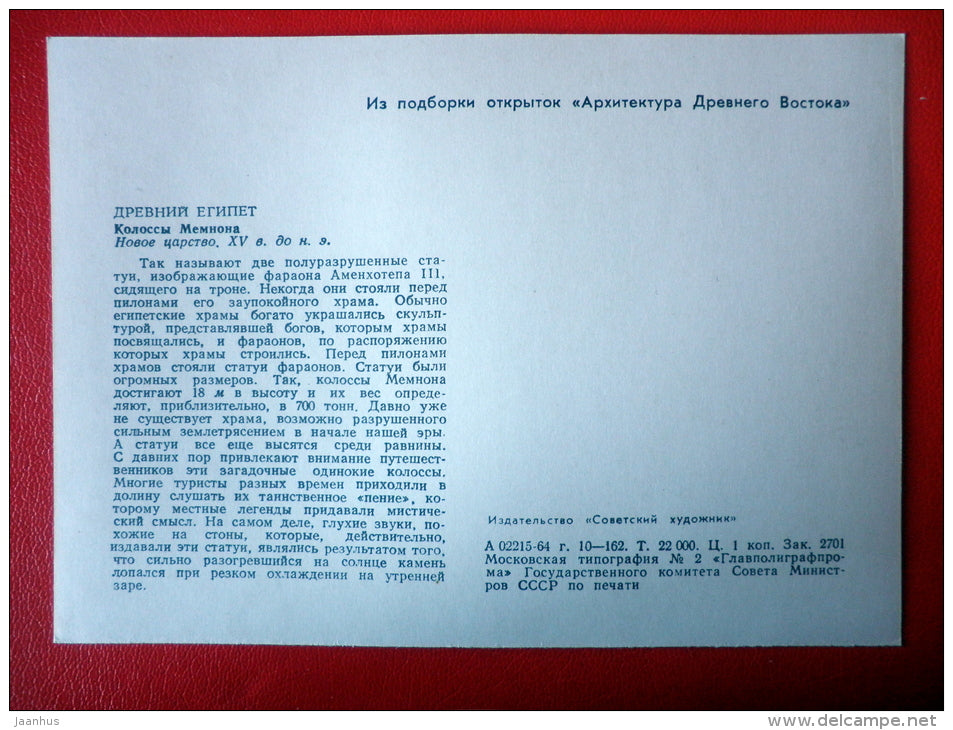 Из подборки открыток «Архитектура Древнего Востока»
ДРЕВНИЙ ЕГИПЕТ
Колоссы Мемнона
Новое царство. XV в. до н. э.
Так называют две полуразрушенные ста-
туи, изображающие фараона Аменхотепа III,
сидящего на троне. Некогда они стояли перед
пилонами его заупокойного храма. Обычно
египетские храмы богато украшались скульп-
турой, представлявшей богов, которым храмы
посвящались, и фараонов, по распоряжению
которых храмы строились. Перед пилонами
храмов стояли статуи фараонов. Статуи были
огромных размеров. Так, колоссы Мемнона
достигают 18 м в высоту и их вес опреде-
ляют, приблизительно, в 700 тонн. Давно уже
не существует храма, возможно разрушенного
сильным землетрясением в начале нашей эры.
А статуи все еще высятся среди равнины.
С давних пор привлекают внимание путешест-
венников эти загадочные одинокие колоссы.
Многие туристы разных времен приходили в
долину слушать их таинственное «пение», ко-
торому местные легенды придавали мистиче-
ский смысл. На самом деле, глухие звуки, по-
хожие на стоны, которые, действительно,
издавали эти статуи, являлись результатом того,
что сильно разогревшийся на солнце камень
лопался при резком охлаждении на утренней
заре.
Издательство «Советский художник»
А 02215-64 г. 10—162. Т. 22 000. Ц. 1 коп. Зак. 2701
Московская типография № 2 «Главполиграфпро-
ма» Государственного комитета Совета Минист-
ров СССР по печати
jaanhus
www.delcampe.net